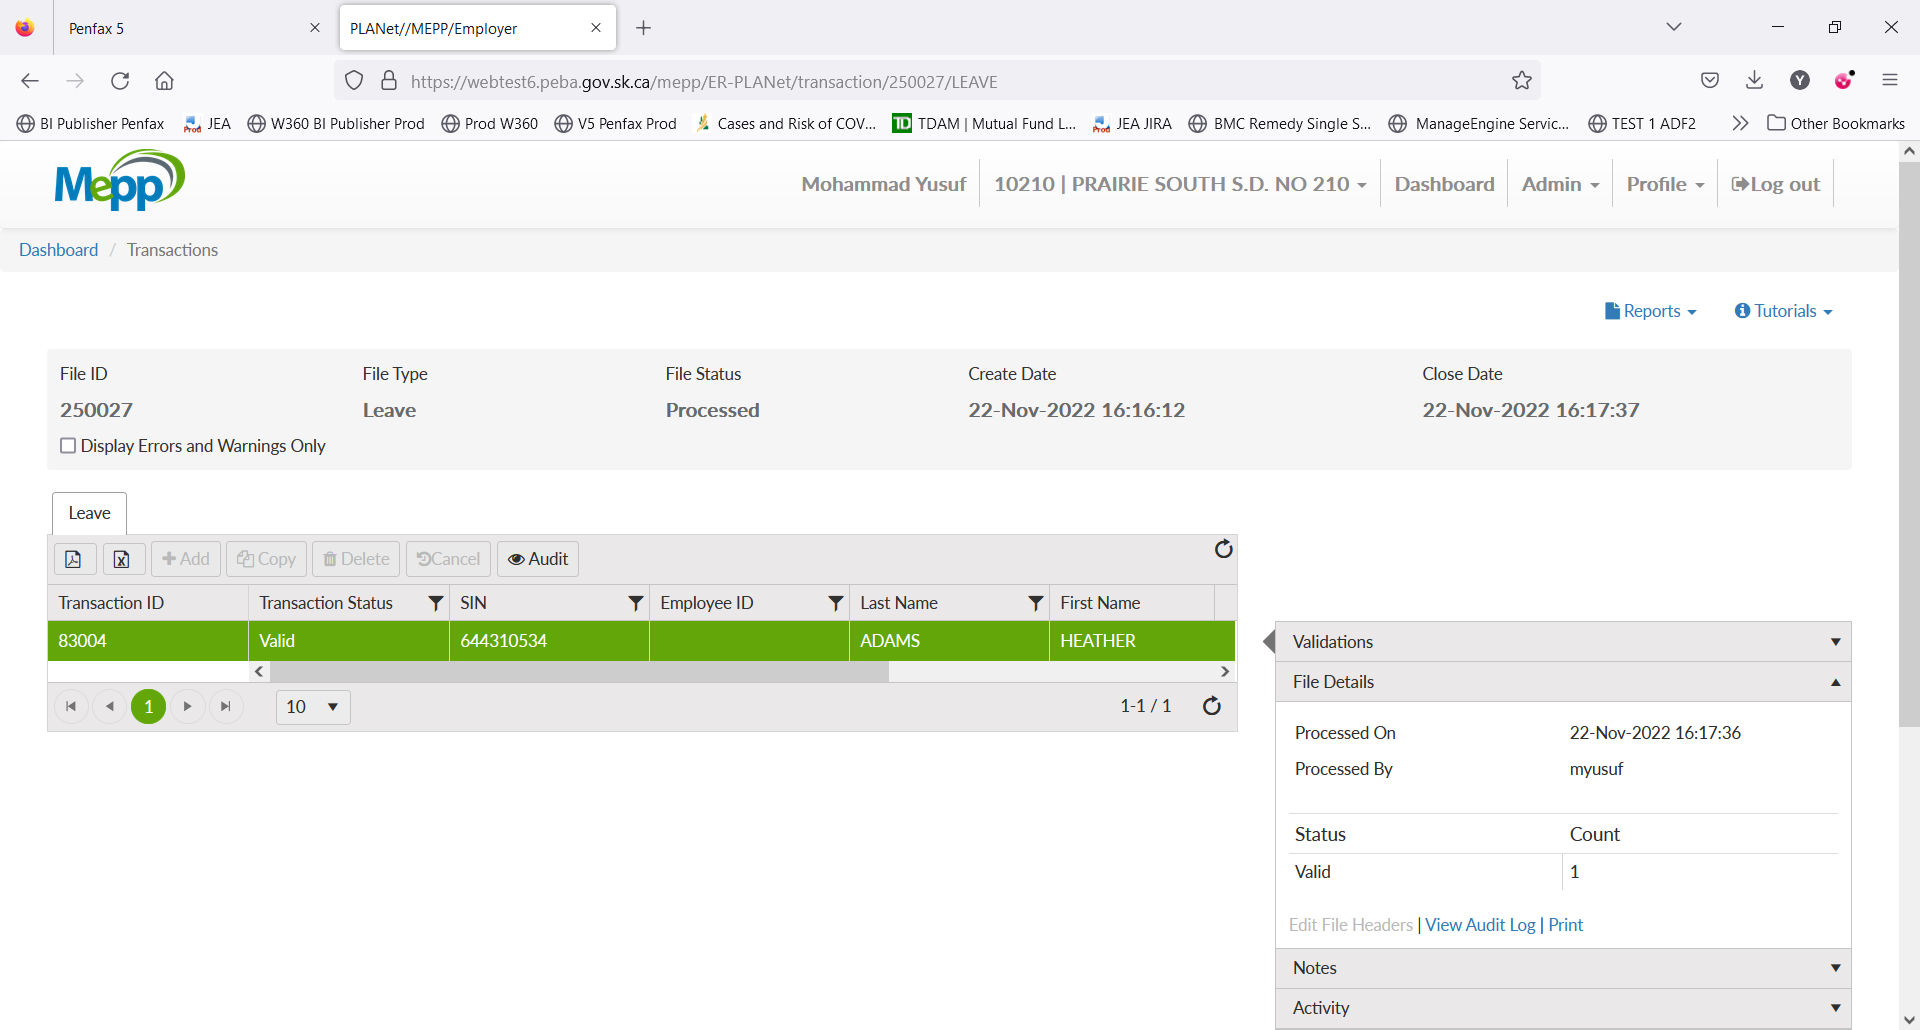 Penfax 5
PLANet//MEPP/Employer
https://webtest6.peba.gov.sk.ca/mepp/ER-PLANet/transaction/250027/LEAVE
Y
BI Publisher Penfax
Prod JEA
W360 BI Publisher Prod
Prod W360
V5 Penfax Prod
Cases and Risk of COV...
TD TDAM | Mutual Fund L...
Prod JEA JIRA
BMC Remedy Single S...
ManageEngine Servic...
TEST 1 ADF2
Other Bookmarks
Mepp
Mohammad Yusuf
10210 | PRAIRIE SOUTH S.D. NO 210
Dashboard
Admin
Profile
Log out
Dashboard / Transactions
Reports
Tutorials
File ID
File Type
File Status
Create Date
Close Date
250027
Leave
Processed
22-Nov-2022 16:16:12
22-Nov-2022 16:17:37
Display Errors and Warnings Only
Leave
Add
Copy
Delete
Cancel
Audit
Transaction ID
Transaction Status
SIN
Employee ID
Last Name
First Name
83004
Valid
644310534
ADAMS
HEATHER
1
10
1-1 / 1
Validations
File Details
Processed On 22-Nov-2022 16:17:36
Processed By myusuf
Status Count
Valid 1
Edit File Headers | View Audit Log | Print
Notes
Activity